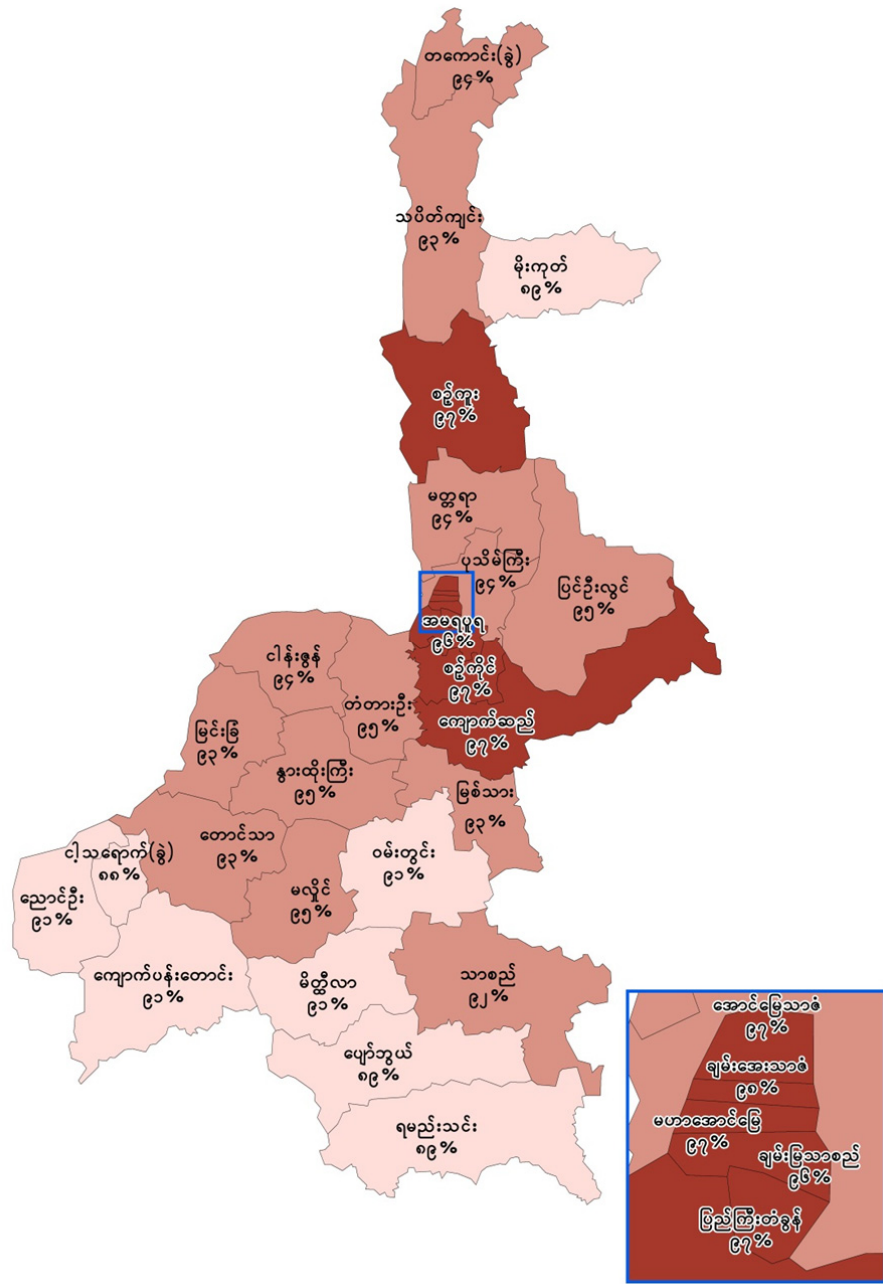 တကောင်း(ခွဲ)
၉၄%
သပိတ်ကျင်း
၉၃%
မိုးကုတ်
၈၉%
စဉ့်ကူး
၉၇%
မတ္တရာ
၉၄%
ပုသိမ်ကြီး
၉၄%
ပြင်ဦးလွင်
၉၅%
အမရပူရ
၉၆%
ငါန်းဇွန်
၉၄%
စဉ့်ကိုင်
၉၇%
တံတားဦး
၉၅%
ကျောက်ဆည်
၉၇%
မြင်းခြံ
၉၃%
နွားထိုးကြီး
၉၅%
မြစ်သား
၉၃%
တောင်သာ
၉၃%
ဝမ်းတွင်း
၉၁%
ငါ့သရောက်(ခွဲ)
၈၈%
ညောင်ဦး
၉၁%
မလှိုင်
၉၅%
ကျောက်ပန်းတောင်း
၉၁%
မိတ္ထီလာ
၉၁%
သာစည်
၉၂%
ပျော်ဘွယ်
၈၉%
ရမည်းသင်း
၈၉%
အောင်မြေသာဇံ
၉၇%
ချမ်းအေးသာဇံ
၉၈%
မဟာအောင်မြေ
၉၇%
ချမ်းမြသာစည်
၉၆%
ပြည်ကြီးတံခွန်
၉၇%